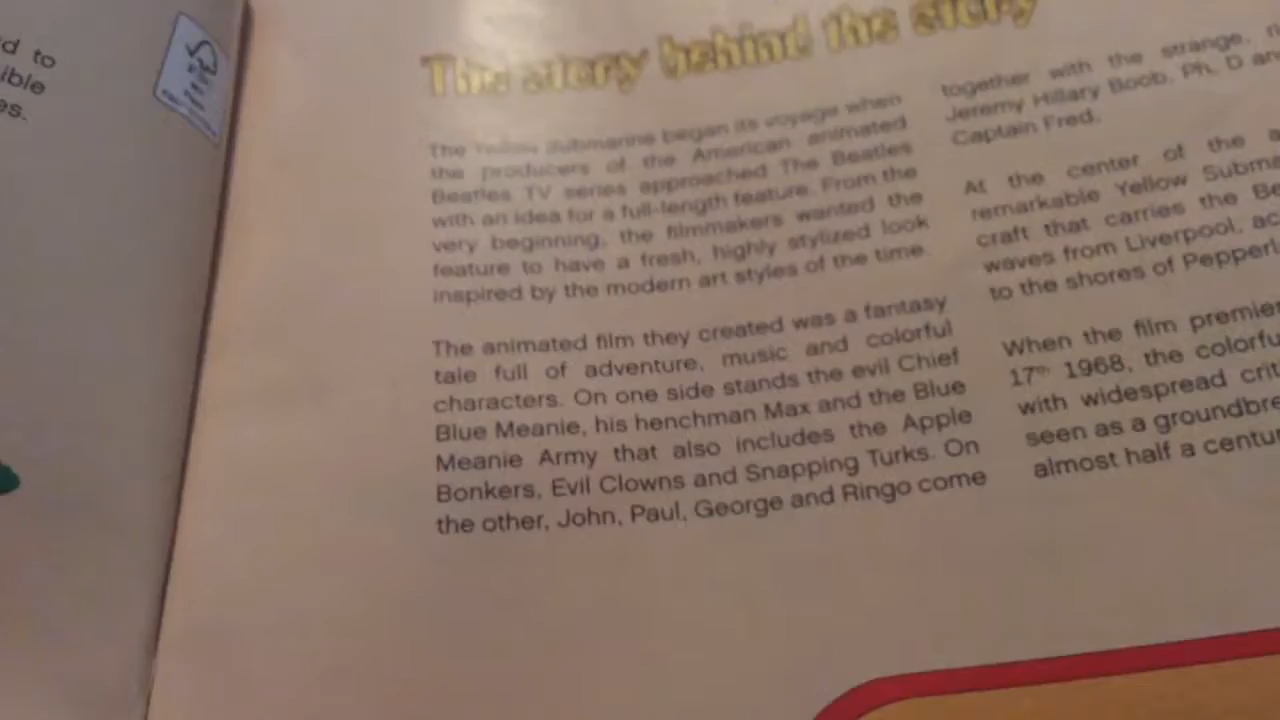 d to
ible
es.
The story behind the story
The Yellow Submarine began its voyage when
the producers of the American animated
Beatles TV series approached The Beatles
with an idea for a full-length feature. From the
very beginning, the filmmakers wanted the
feature to have a fresh, highly stylized look
inspired by the modern art styles of the time.
The animated film they created was a fantasy
tale full of adventure, music and colorful
characters. On one side stands the evil Chief
Blue Meanie, his henchman Max and the Blue
Meanie Army that also includes the Apple
Bonkers, Evil Clowns and Snapping Turks. On
the other, John, Paul, George and Ringo come
together with the strange,
Jeremy Hillary Boob, Ph. D an
Captain Fred.
At the center of the a
remarkable Yellow Subma
craft that carries the Be
waves from Liverpool, ac
to the shores of Pepperl
When the film premie
17th 1968, the colorfu
with widespread crit
seen as a groundbre
almost half a centu